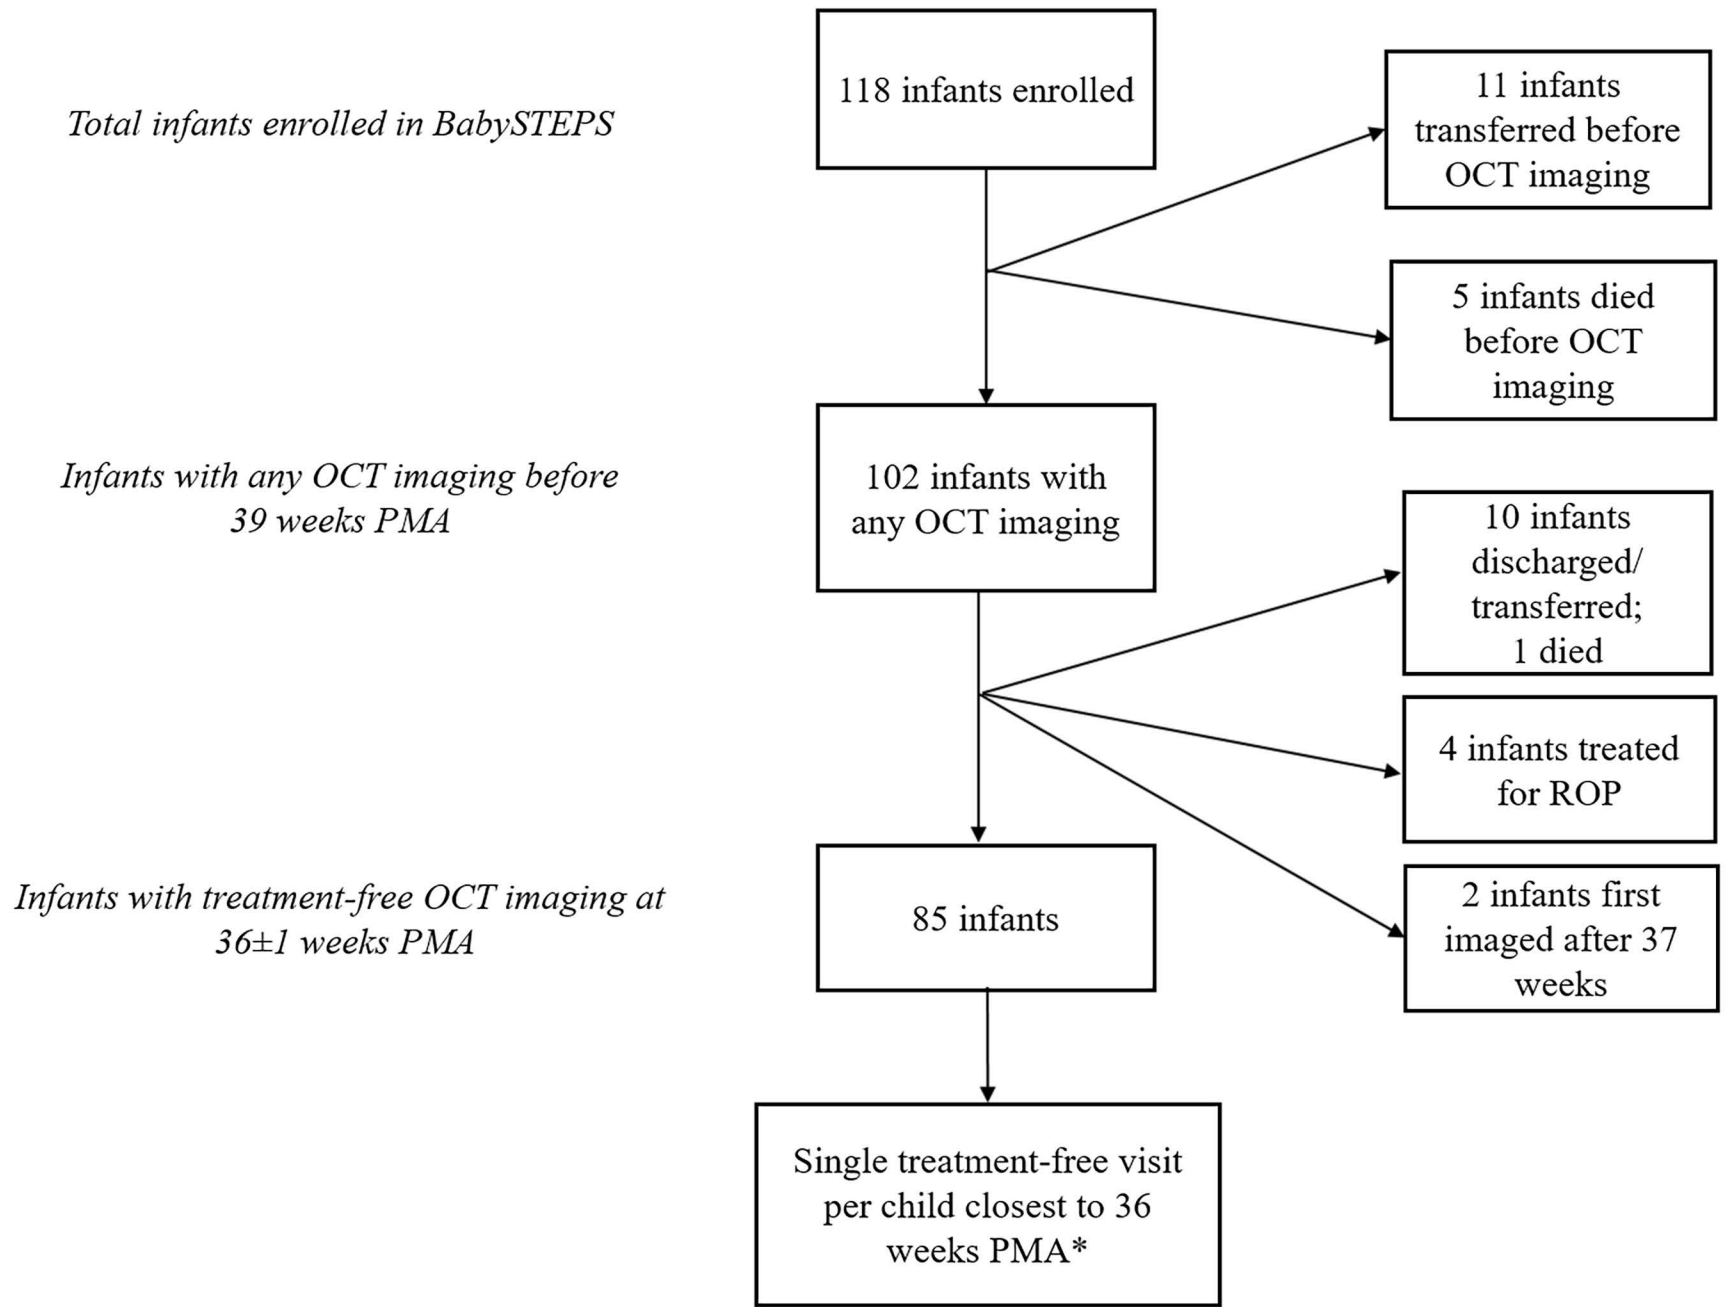 Total infants enrolled in BabySTEPS
118 infants enrolled
11 infants
transferred before
OCT imaging
5 infants died
before OCT
imaging
Infants with any OCT imaging before
39 weeks PMA
102 infants with
any OCT imaging
10 infants
discharged/
transferred;
1 died
4 infants treated
for ROP
2 infants first
imaged after 37
weeks
Infants with treatment-free OCT imaging at
36±1 weeks PMA
85 infants
Single treatment-free visit
per child closest to 36
weeks PMA*